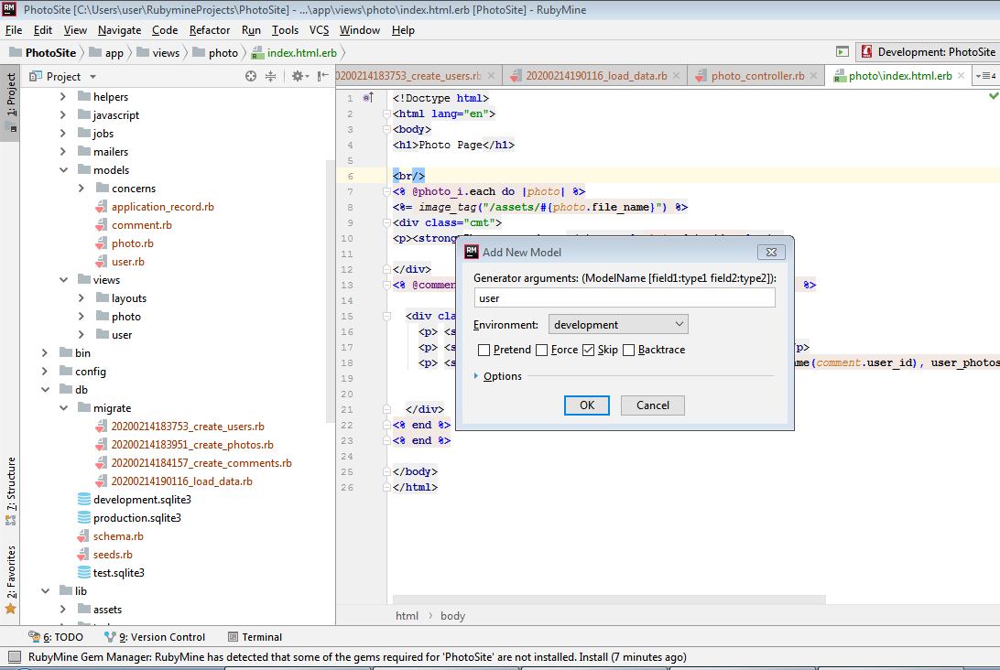 PhotoSite [C:\Users\user\RubymineProjects\PhotoSite] - ...\app\views\photo\index.html.erb [PhotoSite] - RubyMine
File Edit View Navigate Code Refactor Run Tools VCS Window Help
PhotoSite app views photo index.html.erb Development: PhotoSite
1: Project
7: Structure
2: Favorites
Project
helpers
javascript
jobs
mailers
models
concerns
application_record.rb
comment.rb
photo.rb
user.rb
views
layouts
photo
user
bin
config
db
migrate
20200214183753_create_users.rb
20200214183951_create_photos.rb
20200214184157_create_comments.rb
20200214190116_load_data.rb
development.sqlite3
production.sqlite3
schema.rb
seeds.rb
test.sqlite3
lib
assets
20200214183753_create_users.rb 20200214190116_load_data.rb photo_controller.rb photo\index.html.erb 4
1 <!Doctype html>
2 <html lang="en">
3 <body>
4 <h1>Photo Page</h1>
5
6 <br/>
7 <% @photo_i.each do |photo| %>
8 <%= image_tag("/assets/#{photo.file_name}") %>
9 <div class="cmt">
10 <p><strong
11
12 </div>
13 <% @commen %>
14
15 <div cla
16 <p> <s
17 <p> <s /p>
18 <p> <s ame(comment.user_id), user_photos
19
20
21 </div>
22 <% end %>
23 <% end %>
24
25 </body>
26 </html>
Add New Model
Generator arguments: (ModelName [field1:type1 field2:type2]):
user
Environment: development
Pretend Force Skip Backtrace
Options
OK Cancel
html body
6: TODO 9: Version Control Terminal
RubyMine Gem Manager: RubyMine has detected that some of the gems required for 'PhotoSite' are not installed. Install (7 minutes ago)